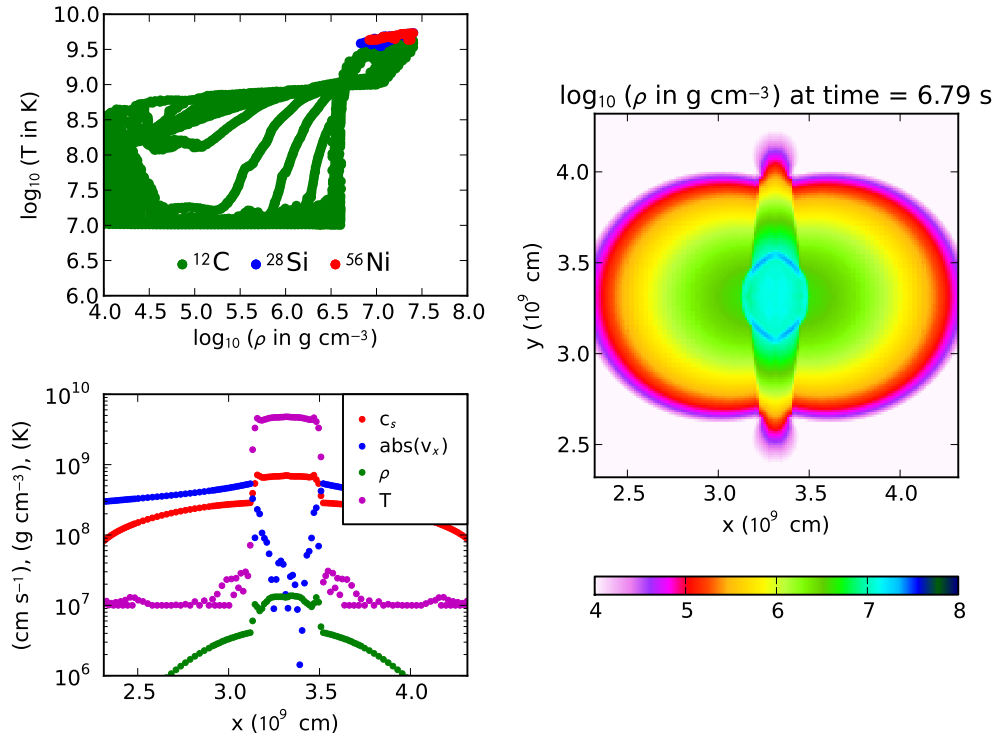 10.0
9.5
9.0
8.5
8.0
7.5
7.0
6.5
6.0
log₁₀ (T in K)
¹²C ²⁸Si ⁵⁶Ni
4.0 4.5 5.0 5.5 6.0 6.5 7.0 7.5 8.0
log₁₀ (ρ in g cm⁻³)
log₁₀ (ρ in g cm⁻³) at time = 6.79 s
4.0
3.5
3.0
2.5
y (10⁹ cm)
2.5 3.0 3.5 4.0
x (10⁹ cm)
4 5 6 7 8
10¹⁰
10⁹
10⁸
10⁷
10⁶
(cm s⁻¹), (g cm⁻³), (K)
cₛ
abs(vₓ)
ρ
T
2.5 3.0 3.5 4.0
x (10⁹ cm)